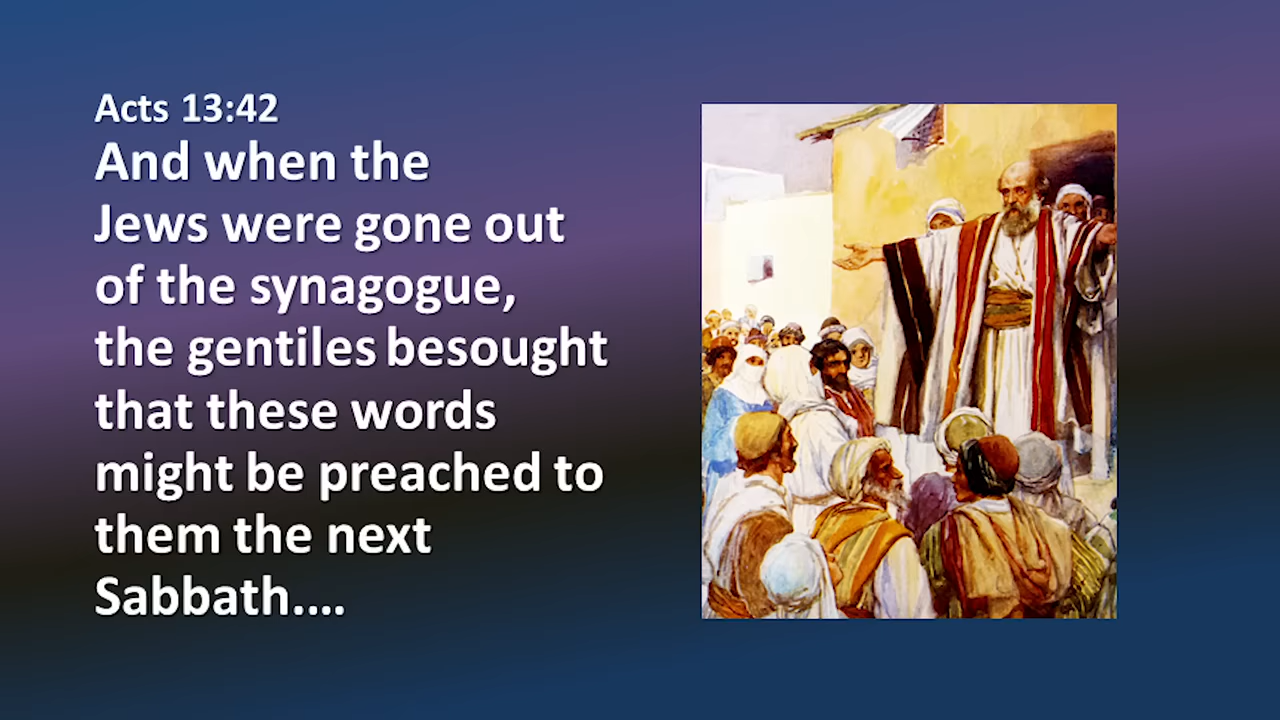 Acts 13:42
And when the
Jews were gone out
of the synagogue,
the gentiles besought
that these words
might be preached to
them the next
Sabbath....